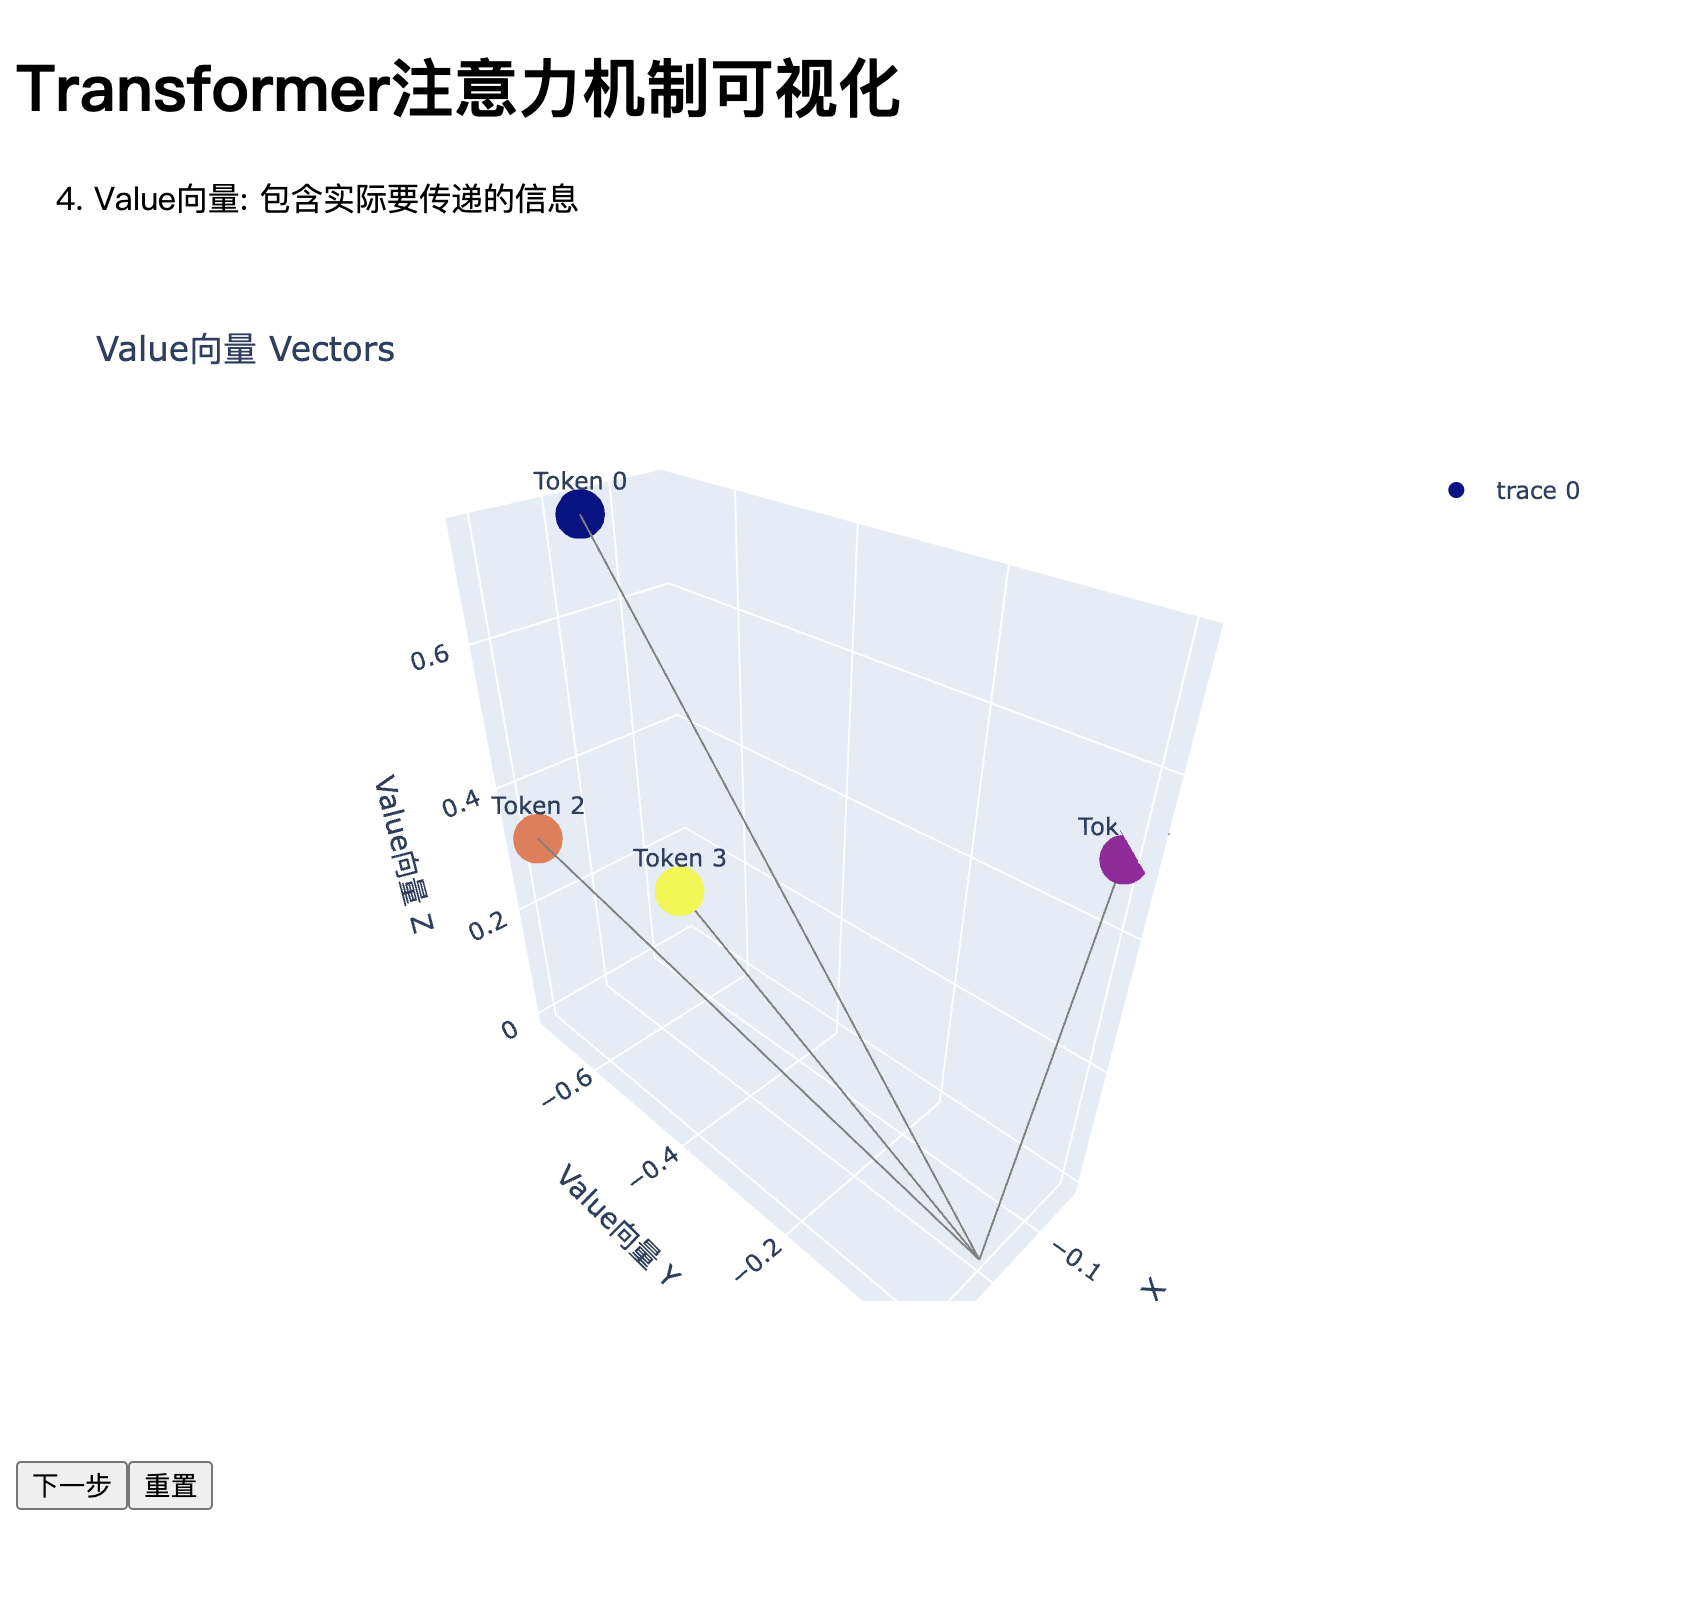 Transformer注意力机制可视化
4. Value向量: 包含实际要传递的信息
Value向量 Vectors
Token 0
trace 0
0.6
0.4
Token 2
Tok
Token 3
Value向量 Z
0.2
0
−0.6
−0.4
Value向量 Y
−0.2
−0.1
X
下一步
重置